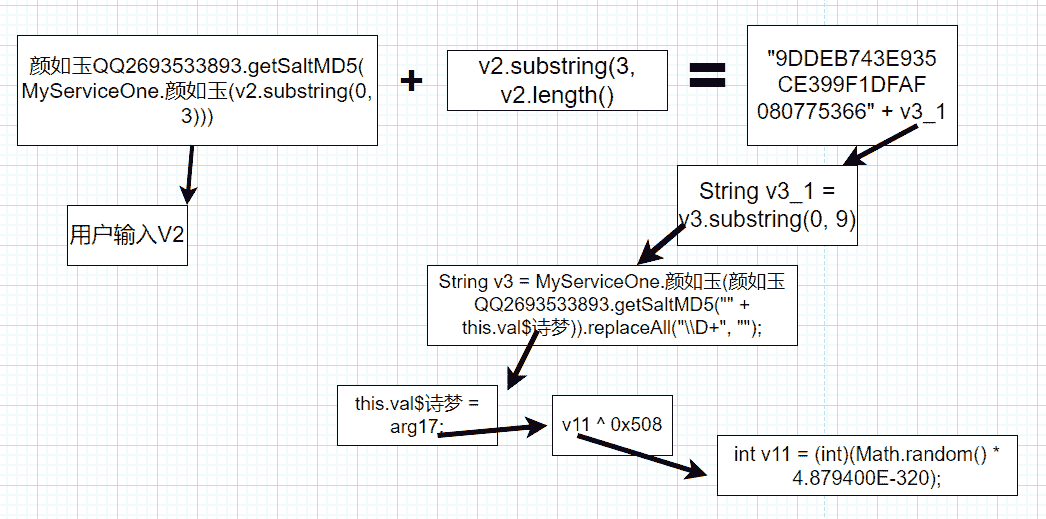 颜如玉QQ2693533893.getSaltMD5(
MyServiceOne.颜如玉(v2.substring(0,
3)))
+
v2.substring(3,
v2.length()
=
"9DDEB743E935
CE399F1DFAF
080775366" + v3_1
用户输入V2
String v3_1 =
v3.substring(0, 9)
String v3 = MyServiceOne.颜如玉(颜如玉
QQ2693533893.getSaltMD5("" +
this.val$诗梦)).replaceAll("\\D+", "");
this.val$诗梦 =
arg17;
v11 ^ 0x508
int v11 = (int)(Math.random() *
4.879400E-320);